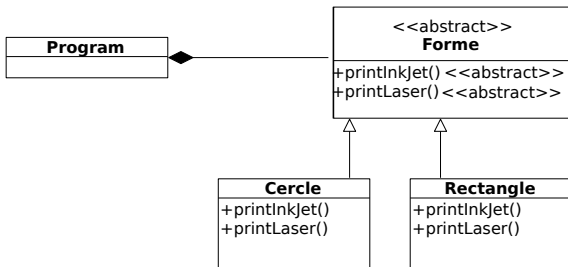 Program
<<abstract>>
Forme
+printInkJet() <<abstract>>
+printLaser() <<abstract>>
Cercle
+printInkJet()
+printLaser()
Rectangle
+printInkJet()
+printLaser()